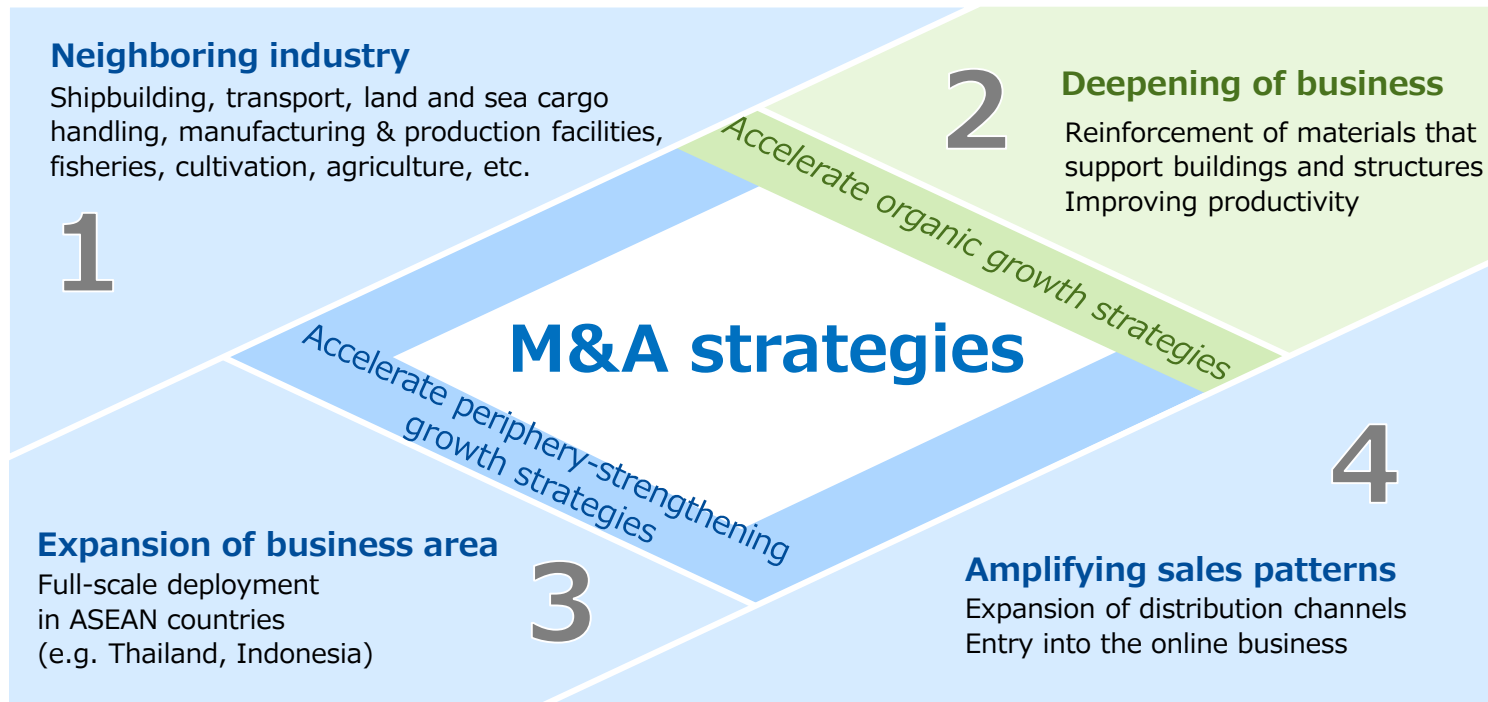 Neighboring industry
Shipbuilding, transport, land and sea cargo
handling, manufacturing & production facilities,
fisheries, cultivation, agriculture, etc.
1
2
Deepening of business
Reinforcement of materials that
support buildings and structures
Improving productivity
Accelerate organic growth strategies
M&A strategies
Accelerate periphery-strengthening
growth strategies
Expansion of business area
Full-scale deployment
in ASEAN countries
(e.g. Thailand, Indonesia)
3
4
Amplifying sales patterns
Expansion of distribution channels
Entry into the online business